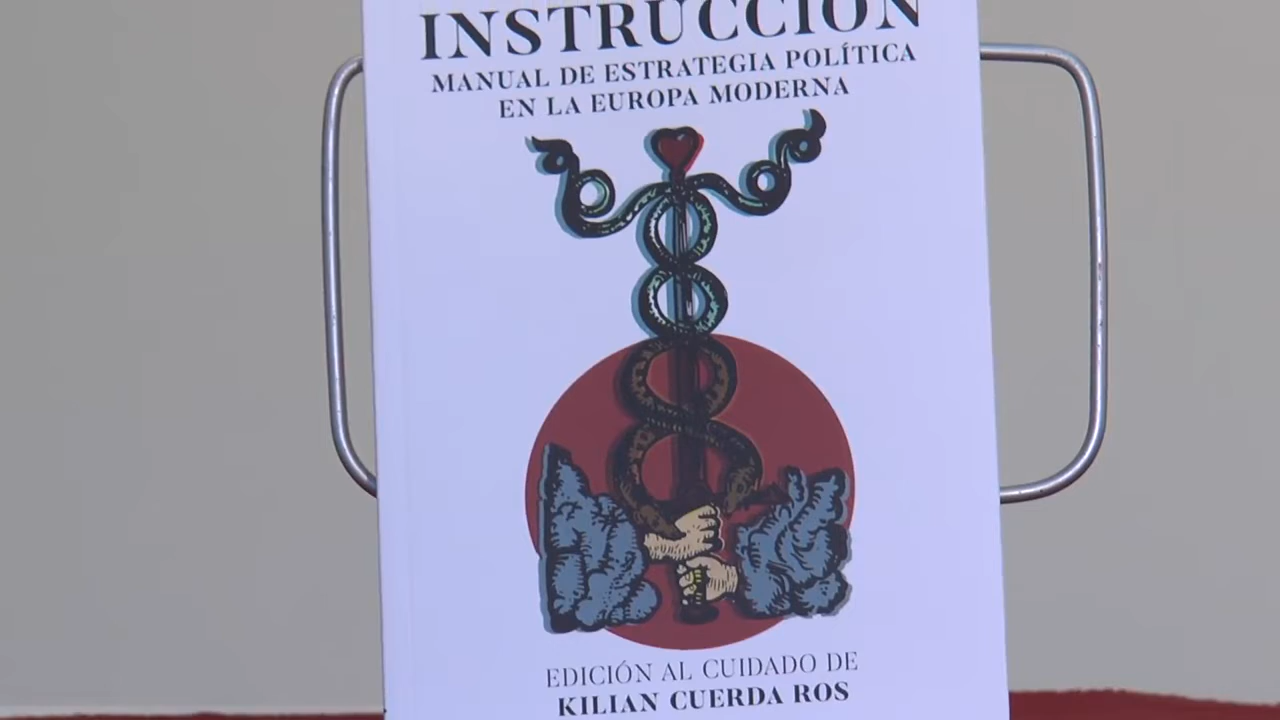 INSTRUCCIÓN
MANUAL DE ESTRATEGIA POLÍTICA
EN LA EUROPA MODERNA
EDICIÓN AL CUIDADO DE
KILIAN CUERDA ROS